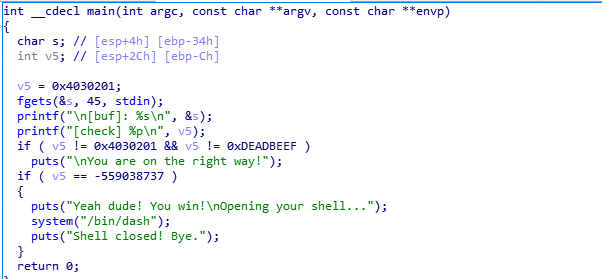 int __cdecl main(int argc, const char **argv, const char **envp)
{
  char s; // [esp+4h] [ebp-34h]
  int v5; // [esp+2Ch] [ebp-Ch]

  v5 = 0x4030201;
  fgets(&s, 45, stdin);
  printf("\n[buf]: %s\n", &s);
  printf("[check] %p\n", v5);
  if ( v5 != 0x4030201 && v5 != 0xDEADBEEF )
    puts("\nYou are on the right way!");
  if ( v5 == -559038737 )
  {
    puts("Yeah dude! You win!\nOpening your shell...");
    system("/bin/dash");
    puts("Shell closed! Bye.");
  }
  return 0;
}